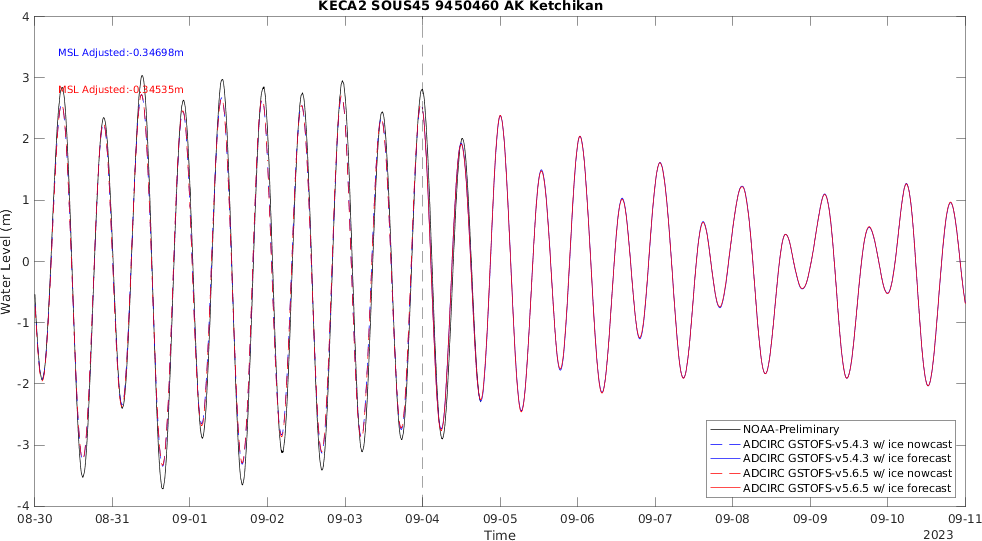 KECA2 SOUS45 9450460 AK Ketchikan
4
MSL Adjusted:-0.34698m
3
MSL Adjusted:-0.34535m
2
1
0
-1
-2
-3
-4
Water Level (m)
NOAA-Preliminary
ADCIRC GSTOFS-v5.4.3 w/ ice nowcast
ADCIRC GSTOFS-v5.4.3 w/ ice forecast
ADCIRC GSTOFS-v5.6.5 w/ ice nowcast
ADCIRC GSTOFS-v5.6.5 w/ ice forecast
08-30 08-31 09-01 09-02 09-03 09-04 09-05 09-06 09-07 09-08 09-09 09-10 09-11
Time
2023